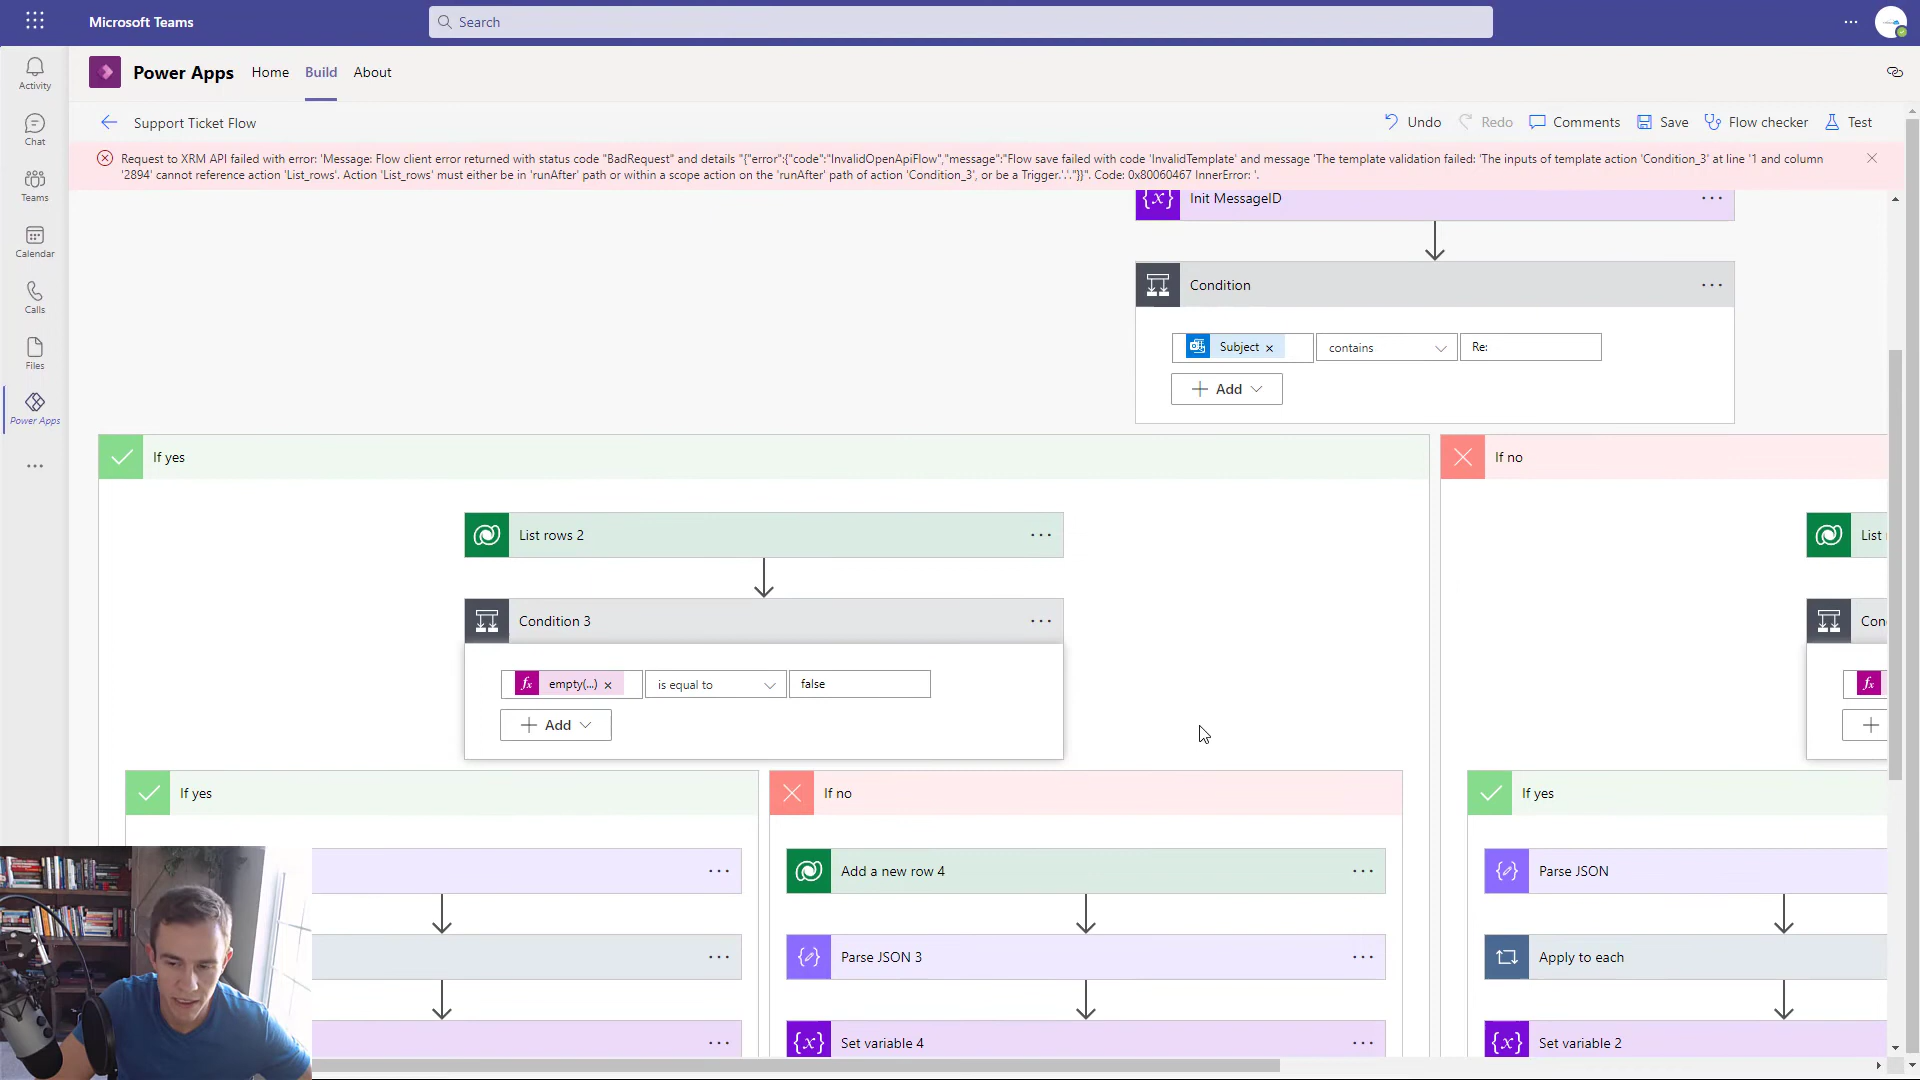 Microsoft Teams
Search
Activity
Chat
Teams
Calendar
Calls
Files
Power Apps
Power Apps
Home
Build
About
Support Ticket Flow
Undo
Redo
Comments
Save
Flow checker
Test
Request to XRM API failed with error: 'Message: Flow client error returned with status code "BadRequest" and details "{"error":{"code":"InvalidOpenApiFlow","message":"Flow save failed with code 'InvalidTemplate' and message 'The template validation failed: 'The inputs of template action 'Condition_3' at line '1 and column
'2894' cannot reference action 'List_rows'. Action 'List_rows' must either be in 'runAfter' path or within a scope action on the 'runAfter' path of action 'Condition_3', or be a Trigger.'.'."}}". Code: 0x80060467 InnerError: '.
{x} Init MessageID
Condition
Subject × contains Re:
+ Add
If yes
If no
List rows 2
List
Condition 3
Con
fx empty(...) × is equal to false
fx
+ Add
+
If yes
If no
If yes
Add a new row 4
Parse JSON
Parse JSON 3
Apply to each
{x} Set variable 4
{x} Set variable 2